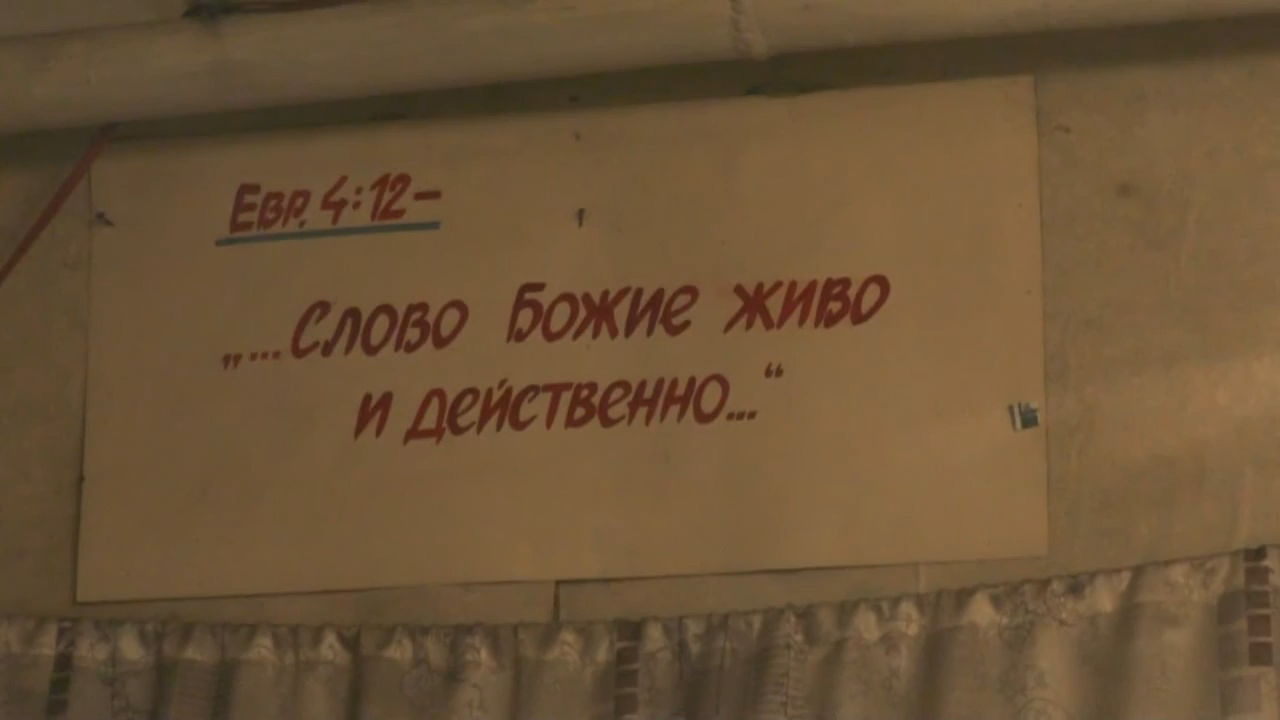 Евр. 4:12–
„...Слово Божие живо
и действенно...“